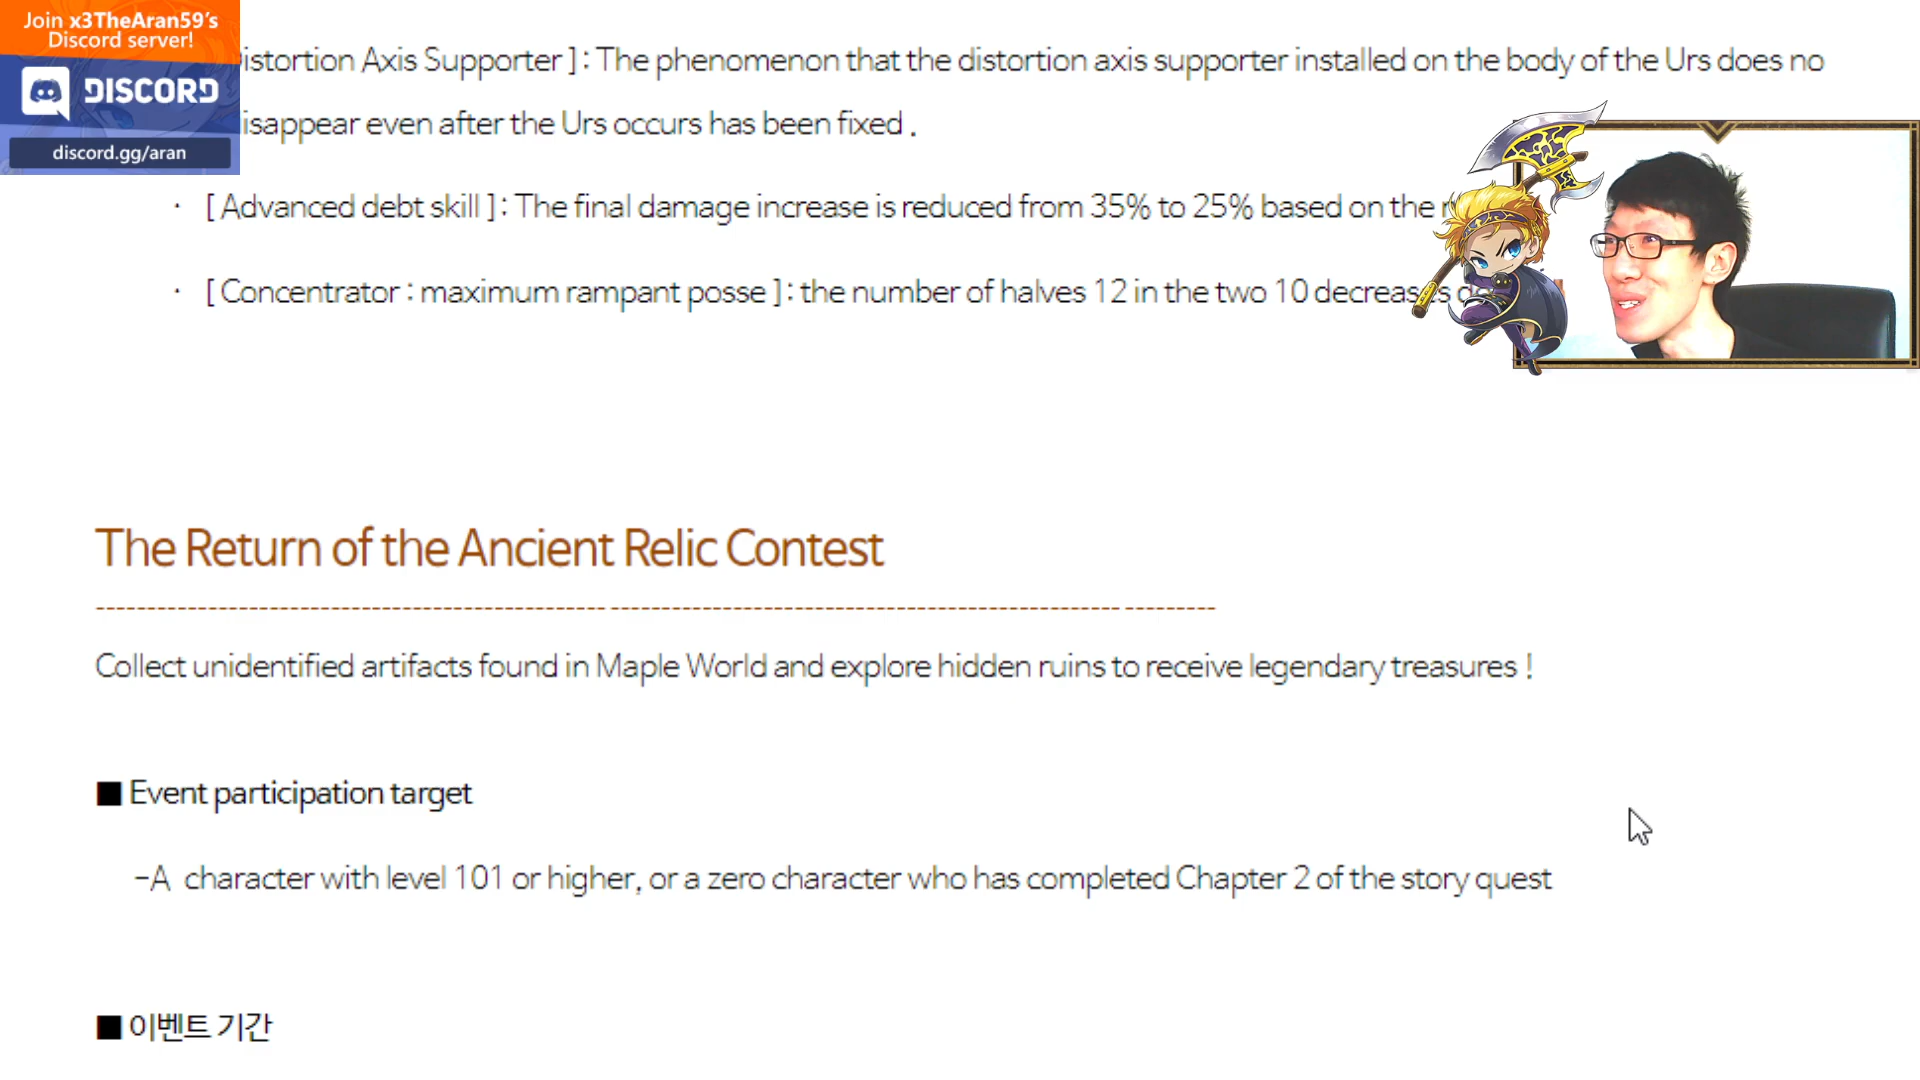 Join x3TheAran59's
Discord server!
DISCORD
discord.gg/aran
istortion Axis Supporter ] : The phenomenon that the distortion axis supporter installed on the body of the Urs does no
isappear even after the Urs occurs has been fixed .
· [ Advanced debt skill ] : The final damage increase is reduced from 35% to 25% based on the
· [ Concentrator : maximum rampant posse ] : the number of halves 12 in the two 10 decreases
The Return of the Ancient Relic Contest
--------------------------------------------------------------------------------------------------------------
Collect unidentified artifacts found in Maple World and explore hidden ruins to receive legendary treasures !
■ Event participation target
-A character with level 101 or higher, or a zero character who has completed Chapter 2 of the story quest
■ 이벤트 기간